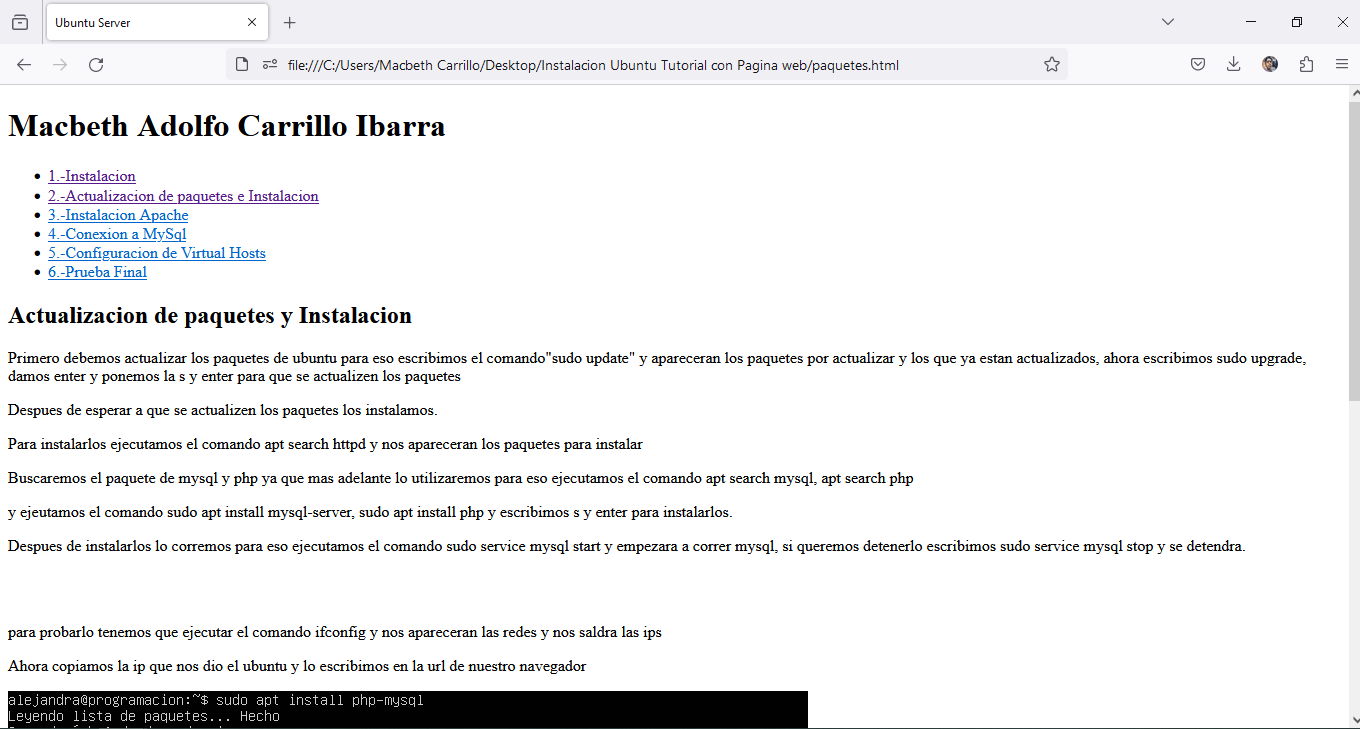 Ubuntu Server
file:///C:/Users/Macbeth Carrillo/Desktop/Instalacion Ubuntu Tutorial con Pagina web/paquetes.html
Macbeth Adolfo Carrillo Ibarra
1.-Instalacion
2.-Actualizacion de paquetes e Instalacion
3.-Instalacion Apache
4.-Conexion a MySql
5.-Configuracion de Virtual Hosts
6.-Prueba Final
Actualizacion de paquetes y Instalacion
Primero debemos actualizar los paquetes de ubuntu para eso escribimos el comando"sudo update" y apareceran los paquetes por actualizar y los que ya estan actualizados, ahora escribimos sudo upgrade,
damos enter y ponemos la s y enter para que se actualizen los paquetes
Despues de esperar a que se actualizen los paquetes los instalamos.
Para instalarlos ejecutamos el comando apt search httpd y nos apareceran los paquetes para instalar
Buscaremos el paquete de mysql y php ya que mas adelante lo utilizaremos para eso ejecutamos el comando apt search mysql, apt search php
y ejeutamos el comando sudo apt install mysql-server, sudo apt install php y escribimos s y enter para instalarlos.
Despues de instalarlos lo corremos para eso ejecutamos el comando sudo service mysql start y empezara a correr mysql, si queremos detenerlo escribimos sudo service mysql stop y se detendra.
para probarlo tenemos que ejecutar el comando ifconfig y nos apareceran las redes y nos saldra las ips
Ahora copiamos la ip que nos dio el ubuntu y lo escribimos en la url de nuestro navegador
alejandra@programacion:~$ sudo apt install php-mysql
Leyendo lista de paquetes... Hecho